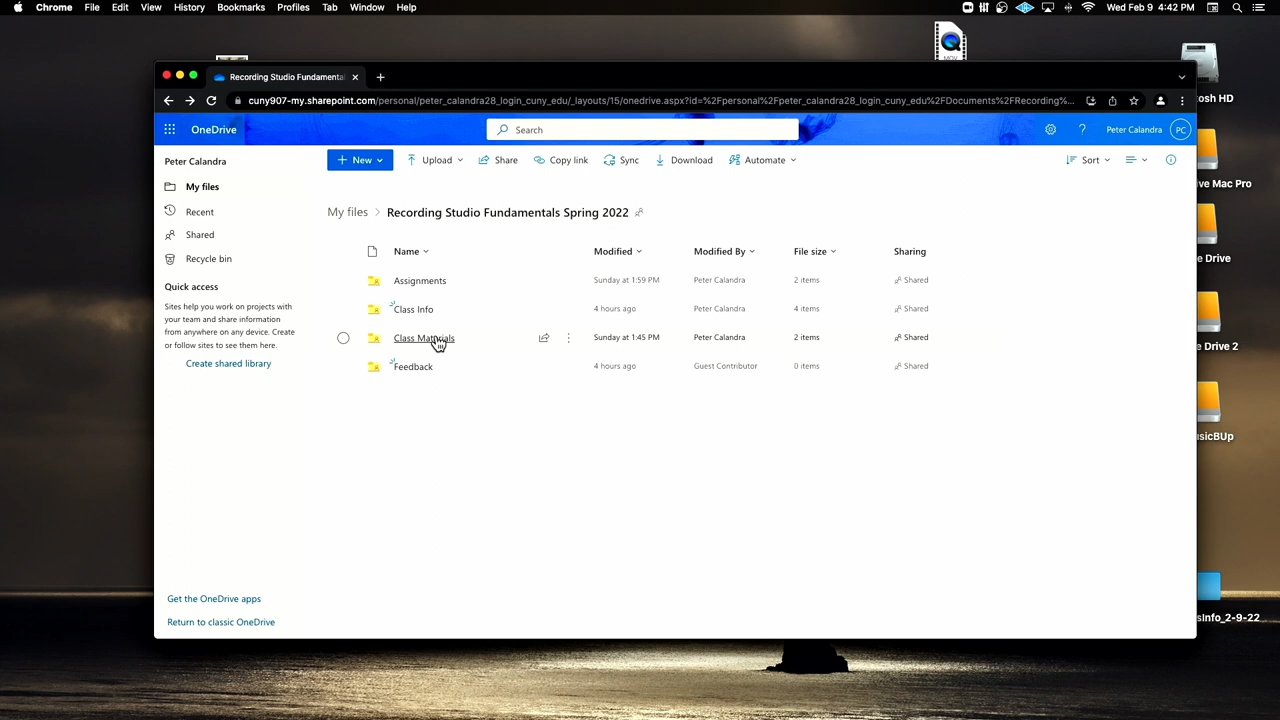 Chrome File Edit View History Bookmarks Profiles Tab Window Help Wed Feb 9 4:42 PM
MOV
Recording Studio Fundamental
cuny907-my.sharepoint.com/personal/peter_calandra28_login_cuny_edu/_layouts/15/onedrive.aspx?id=%2Fpersonal%2Fpeter_calandra28_login_cuny_edu%2FDocuments%2FRecording%...
osh HD
OneDrive Search Peter Calandra PC
Peter Calandra
New Upload Share Copy link Sync Download Automate Sort
ive Mac Pro
My files
Recent
Shared
Recycle bin
Quick access
Sites help you work on projects with
your team and share information
from anywhere on any device. Create
or follow sites to see them here.
Create shared library
My files > Recording Studio Fundamentals Spring 2022
Name Modified Modified By File size Sharing
Assignments Sunday at 1:59 PM Peter Calandra 2 items Shared
Class Info 4 hours ago Peter Calandra 4 items Shared
Class Materials Sunday at 1:45 PM Peter Calandra 2 items Shared
Feedback 4 hours ago Guest Contributor 0 items Shared
e Drive
e Drive 2
usicBUp
Get the OneDrive apps
Return to classic OneDrive
sInfo_2-9-22